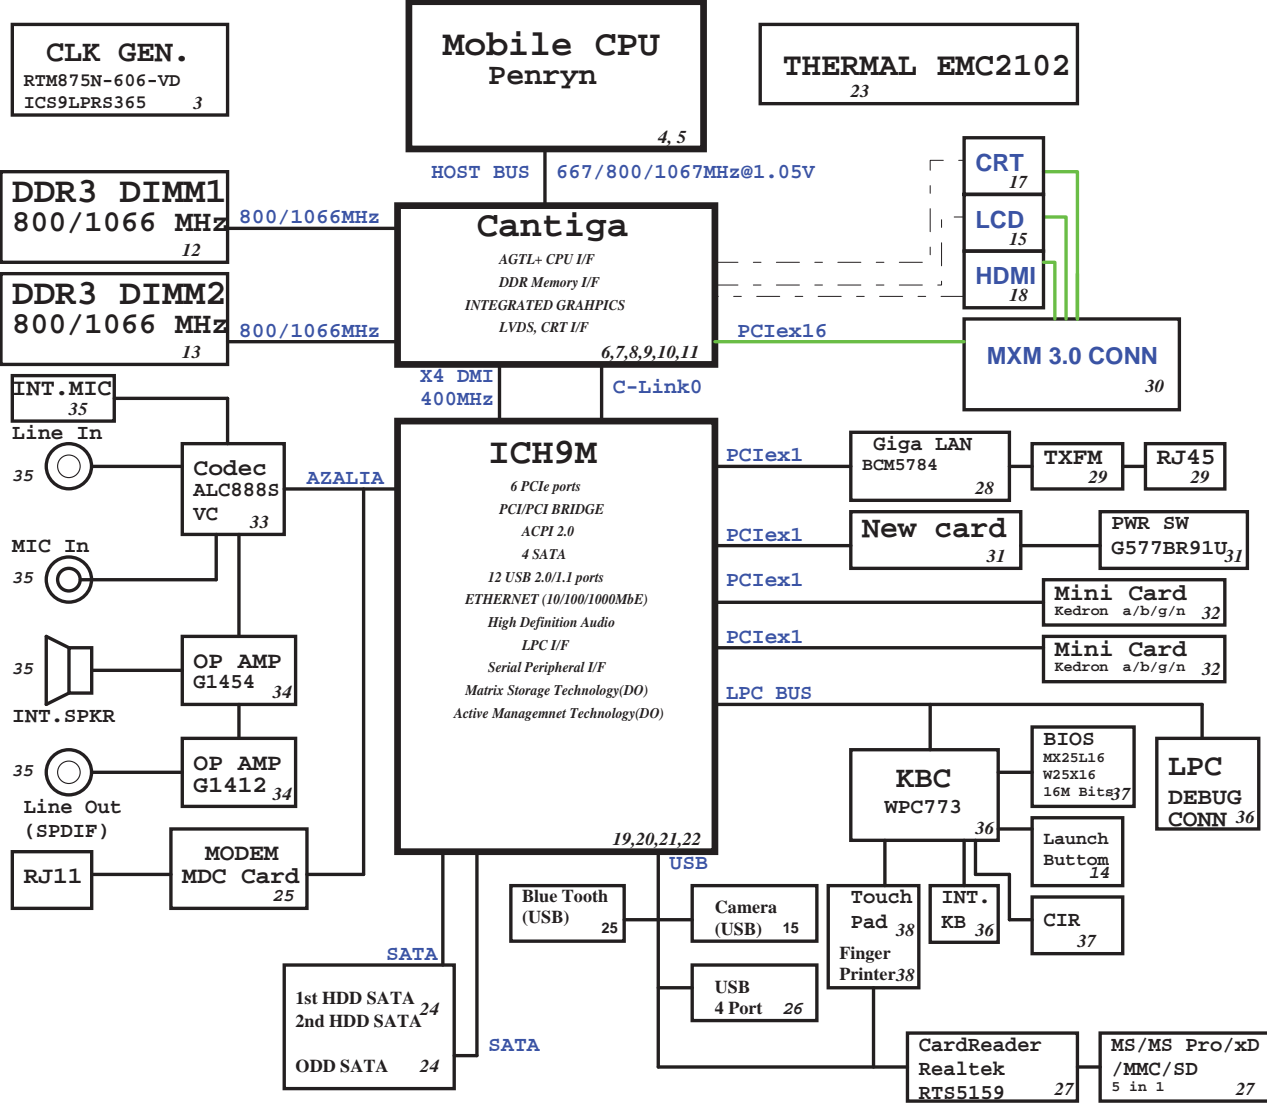 CLK GEN.
RTM875N-606-VD
ICS9LPRS365 3
Mobile CPU
Penryn
4, 5
THERMAL EMC2102
23
HOST BUS 667/800/1067MHz@1.05V
DDR3 DIMM1
800/1066 MHz
12
800/1066MHz
DDR3 DIMM2
800/1066 MHz
13
800/1066MHz
Cantiga
AGTL+ CPU I/F
DDR Memory I/F
INTEGRATED GRAHPICS
LVDS, CRT I/F
6,7,8,9,10,11
CRT
17
LCD
15
HDMI
18
PCIex16
MXM 3.0 CONN
30
X4 DMI
400MHz
C-Link0
INT.MIC
35
Line In
35
Codec
ALC888S
VC 33
AZALIA
MIC In
35
35
INT.SPKR
OP AMP
G1454 34
35
Line Out
(SPDIF)
OP AMP
G1412 34
RJ11
MODEM
MDC Card
25
ICH9M
6 PCIe ports
PCI/PCI BRIDGE
ACPI 2.0
4 SATA
12 USB 2.0/1.1 ports
ETHERNET (10/100/1000MbE)
High Definition Audio
LPC I/F
Serial Peripheral I/F
Matrix Storage Technology(DO)
Active Managemnet Technology(DO)
19,20,21,22
PCIex1
Giga LAN
BCM5784
28
TXFM
29
RJ45
29
PCIex1
New card
31
PWR SW
G577BR91U
31
PCIex1
Mini Card
Kedron a/b/g/n 32
PCIex1
Mini Card
Kedron a/b/g/n 32
LPC BUS
KBC
WPC773
36
BIOS
MX25L16
W25X16
16M Bits 37
LPC
DEBUG
CONN 36
Launch
Buttom
14
Touch
Pad 38
Finger
Printer 38
INT.
KB 36
CIR
37
USB
Blue Tooth
(USB)
25
Camera
(USB) 15
USB
4 Port 26
SATA
1st HDD SATA
24
2nd HDD SATA
ODD SATA 24
SATA
CardReader
Realtek
RTS5159 27
MS/MS Pro/xD
/MMC/SD
5 in 1 27